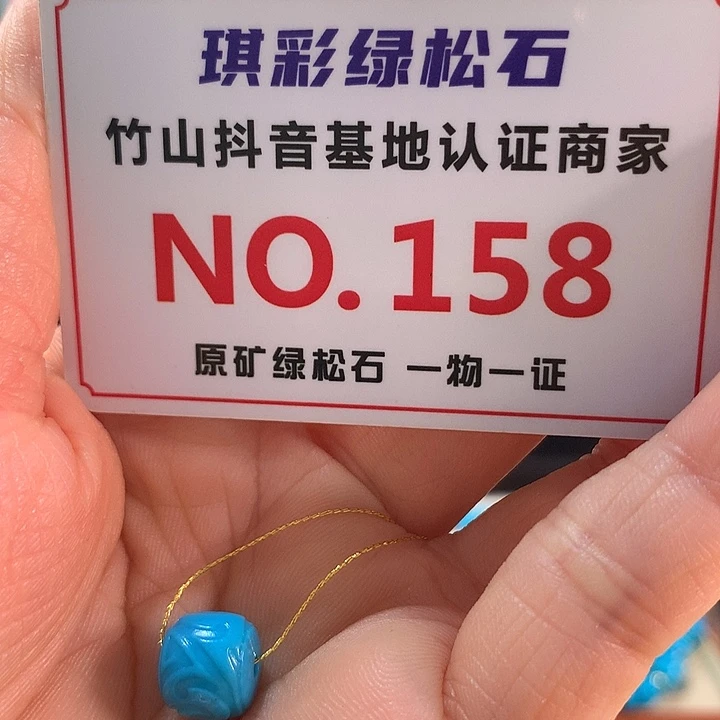 琪彩绿松石
竹山抖音基地认证商家
NO.158
原矿绿松石 一物一证